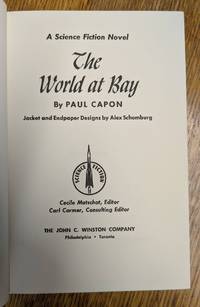 A Science Fiction Novel
The
World at Bay
By PAUL CAPON
Jacket and Endpaper Designs by Alex Schomburg
SCIENCE FICTION
Cecile Matschat, Editor
Carl Carmer, Consulting Editor
THE JOHN C. WINSTON COMPANY
Philadelphia • Toronto